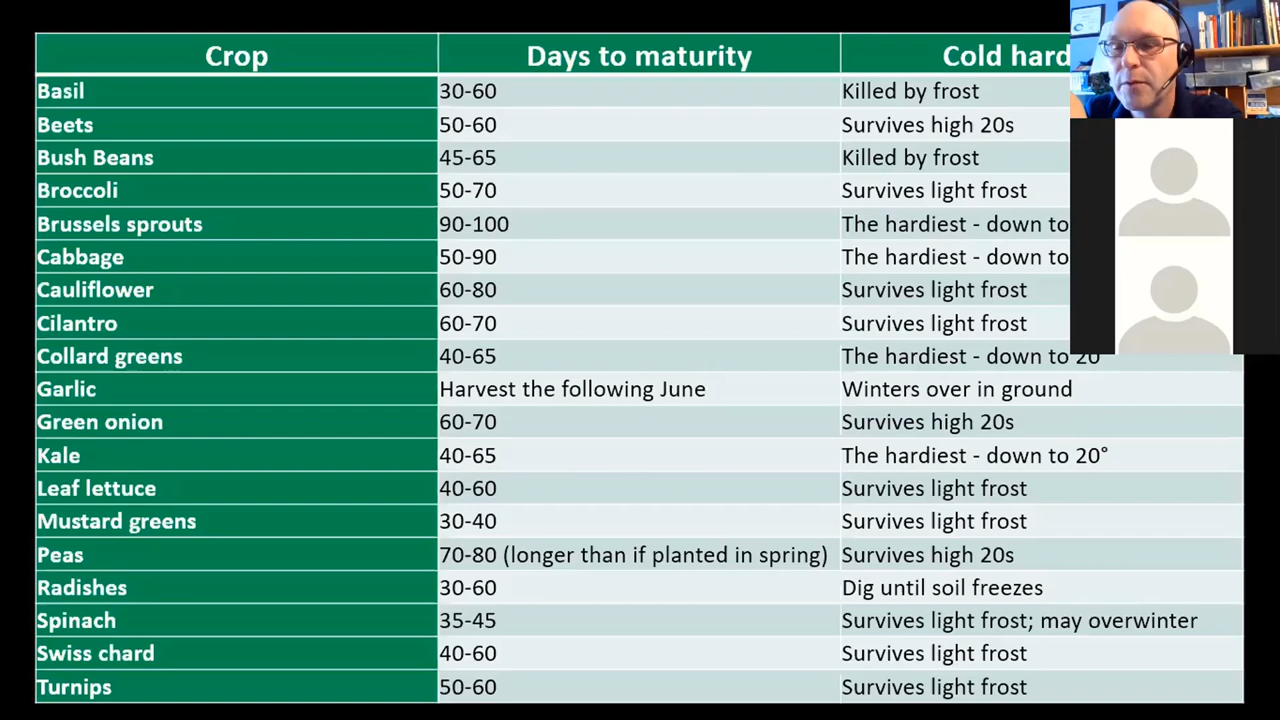 Crop Days to maturity Cold hard
Basil 30-60 Killed by frost
Beets 50-60 Survives high 20s
Bush Beans 45-65 Killed by frost
Broccoli 50-70 Survives light frost
Brussels sprouts 90-100 The hardiest - down to
Cabbage 50-90 The hardiest - down to
Cauliflower 60-80 Survives light frost
Cilantro 60-70 Survives light frost
Collard greens 40-65 The hardiest - down to 20
Garlic Harvest the following June Winters over in ground
Green onion 60-70 Survives high 20s
Kale 40-65 The hardiest - down to 20°
Leaf lettuce 40-60 Survives light frost
Mustard greens 30-40 Survives light frost
Peas 70-80 (longer than if planted in spring) Survives high 20s
Radishes 30-60 Dig until soil freezes
Spinach 35-45 Survives light frost; may overwinter
Swiss chard 40-60 Survives light frost
Turnips 50-60 Survives light frost